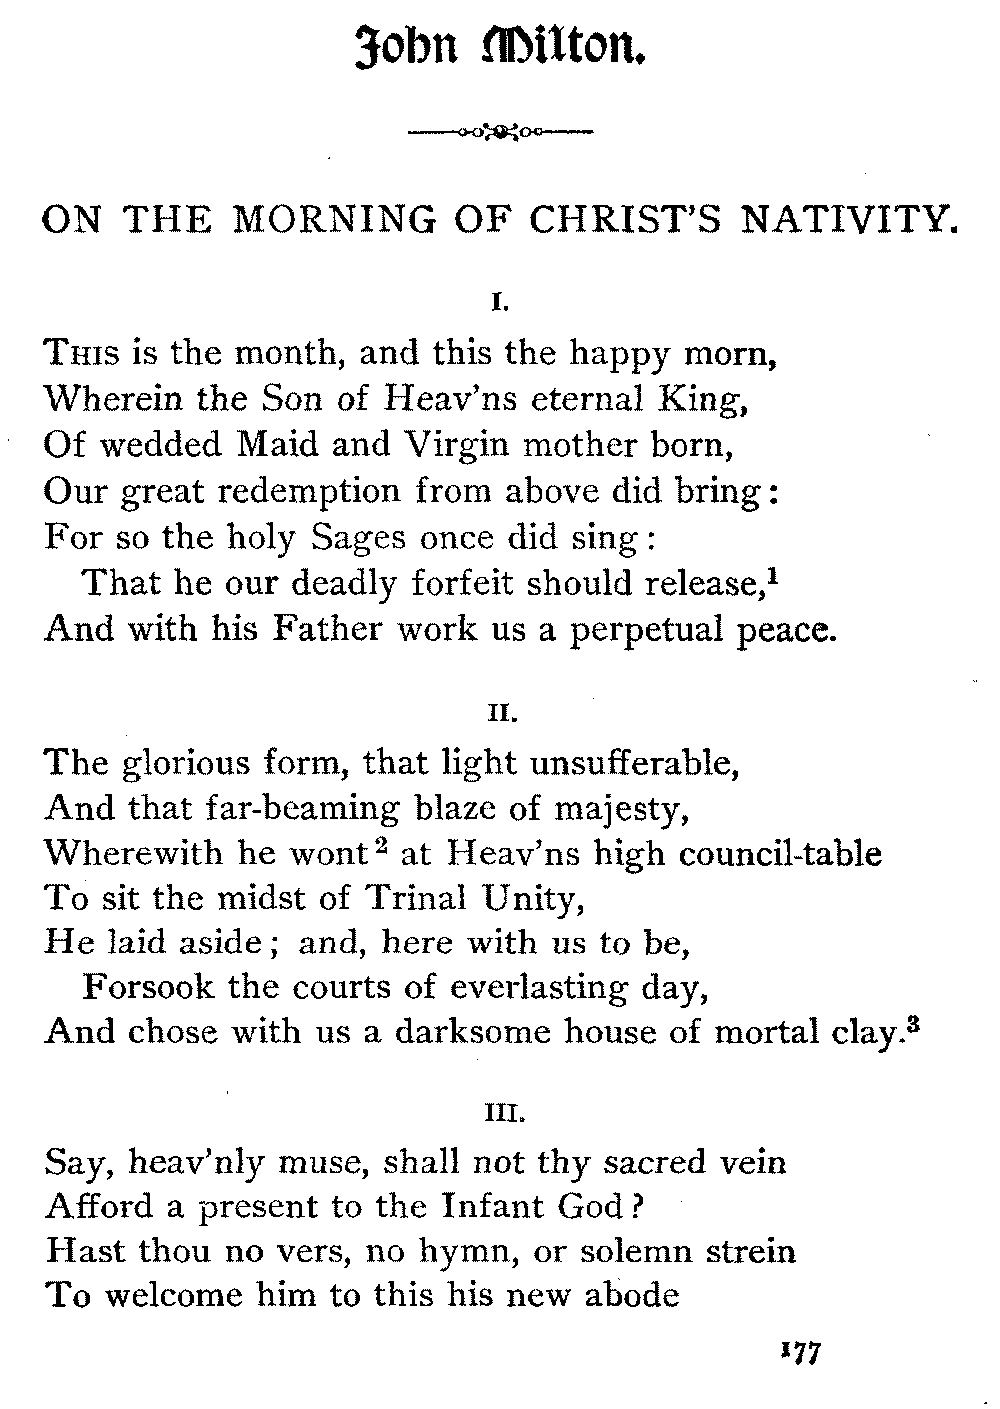 John Milton.
ON THE MORNING OF CHRIST'S NATIVITY.
I.
THIS is the month, and this the happy morn,
Wherein the Son of Heav'ns eternal King,
Of wedded Maid and Virgin mother born,
Our great redemption from above did bring:
For so the holy Sages once did sing:
That he our deadly forfeit should release,¹
And with his Father work us a perpetual peace.
II.
The glorious form, that light unsufferable,
And that far-beaming blaze of majesty,
Wherewith he wont² at Heav'ns high council-table
To sit the midst of Trinal Unity,
He laid aside; and, here with us to be,
Forsook the courts of everlasting day,
And chose with us a darksome house of mortal clay.³
III.
Say, heav'nly muse, shall not thy sacred vein
Afford a present to the Infant God?
Hast thou no vers, no hymn, or solemn strein
To welcome him to this his new abode
177